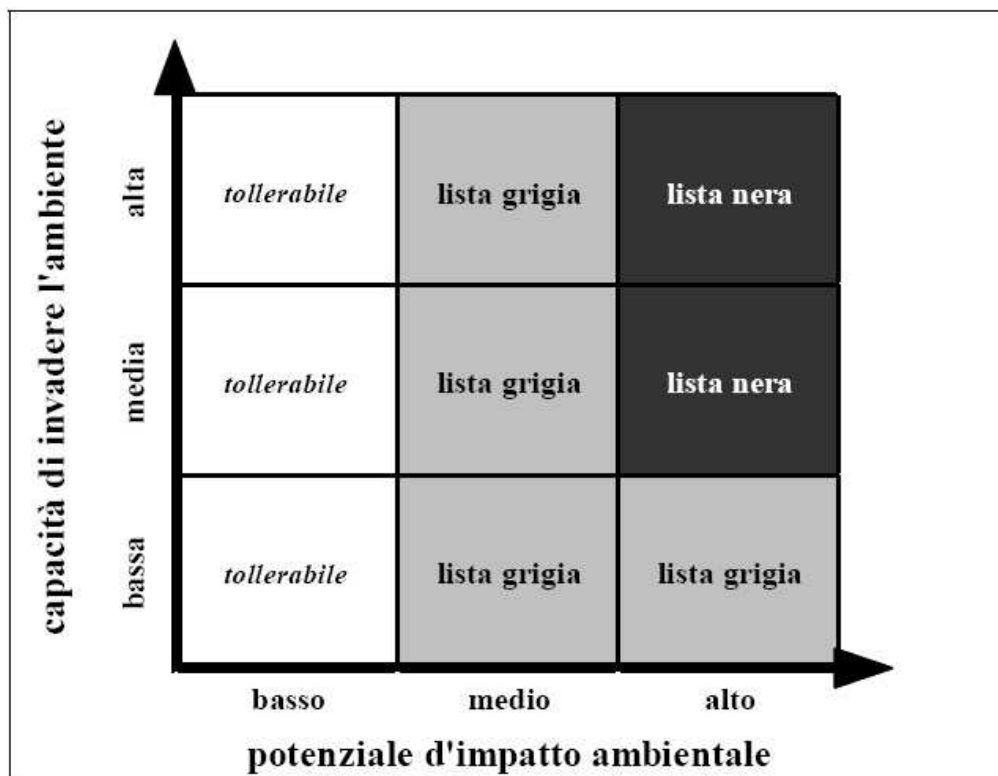 capacità di invadere l'ambiente
alta
tollerabile
lista grigia
lista nera
media
tollerabile
lista grigia
lista nera
bassa
tollerabile
lista grigia
lista grigia
basso
medio
alto
potenziale d'impatto ambientale